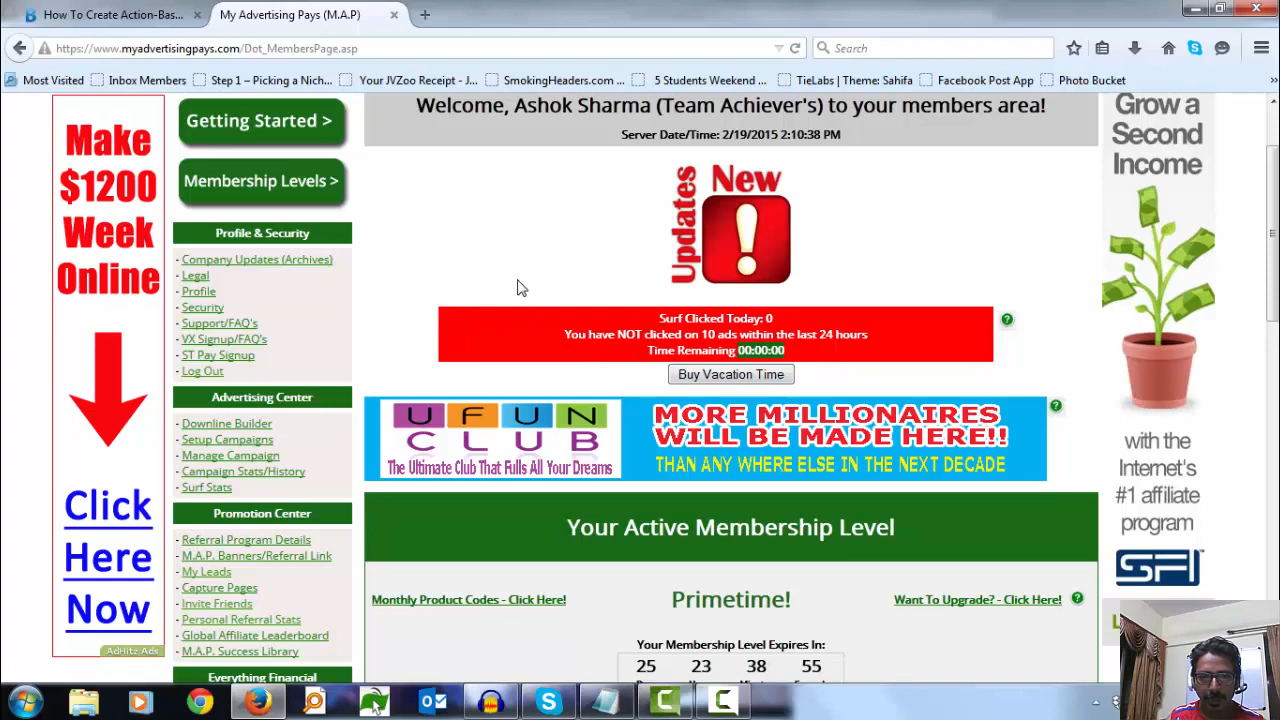 How To Create Action-Bas...
My Advertising Pays (M.A.P)
https://www.myadvertisingpays.com/Dot_MembersPage.asp
Search
Most Visited
Inbox Members
Step 1 – Picking a Nich...
Your JVZoo Receipt - J...
SmokingHeaders.com ...
5 Students Weekend ...
TieLabs | Theme: Sahifa
Facebook Post App
Photo Bucket
Make
$1200
Week
Online
Click
Here
Now
AdHitz Ads
Getting Started >
Membership Levels >
Profile & Security
- Company Updates (Archives)
- Legal
- Profile
- Security
- Support/FAQ's
- VX Signup/FAQ's
- ST Pay Signup
- Log Out
Advertising Center
- Downline Builder
- Setup Campaigns
- Manage Campaign
- Campaign Stats/History
- Surf Stats
Promotion Center
- Referral Program Details
- M.A.P. Banners/Referral Link
- My Leads
- Capture Pages
- Invite Friends
- Personal Referral Stats
- Global Affiliate Leaderboard
- M.A.P. Success Library
Everything Financial
Welcome, Ashok Sharma (Team Achiever's) to your members area!
Server Date/Time: 2/19/2015 2:10:38 PM
New
Updates
Surf Clicked Today: 0
You have NOT clicked on 10 ads within the last 24 hours
Time Remaining 00:00:00
Buy Vacation Time
UFUN
CLUB
The Ultimate Club That Fulls All Your Dreams
MORE MILLIONAIRES
WILL BE MADE HERE!!
THAN ANY WHERE ELSE IN THE NEXT DECADE
Your Active Membership Level
Monthly Product Codes - Click Here!
Primetime!
Want To Upgrade? - Click Here!
Your Membership Level Expires In:
25 23 38 55
Grow a
Second
Income
with the
Internet's
#1 affiliate
program
SFI